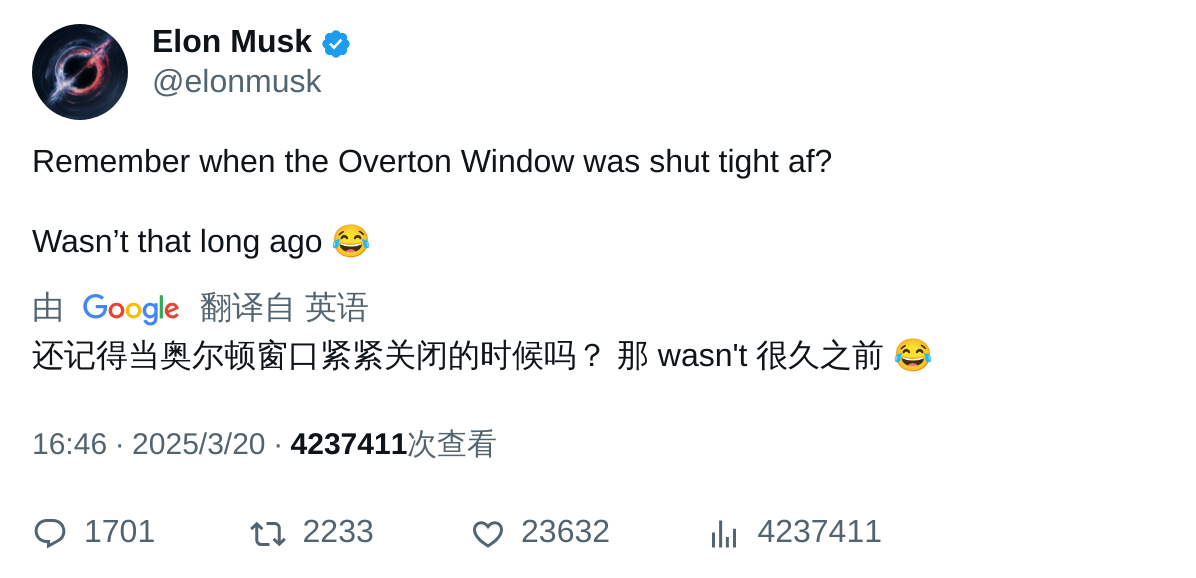 Elon Musk
@elonmusk
Remember when the Overton Window was shut tight af?
Wasn’t that long ago 😂
由 Google 翻译自 英语
还记得当奥尔顿窗口紧紧关闭的时候吗？ 那 wasn't 很久之前 😂
16:46 · 2025/3/20 · 4237411次查看
1701 2233 23632 4237411